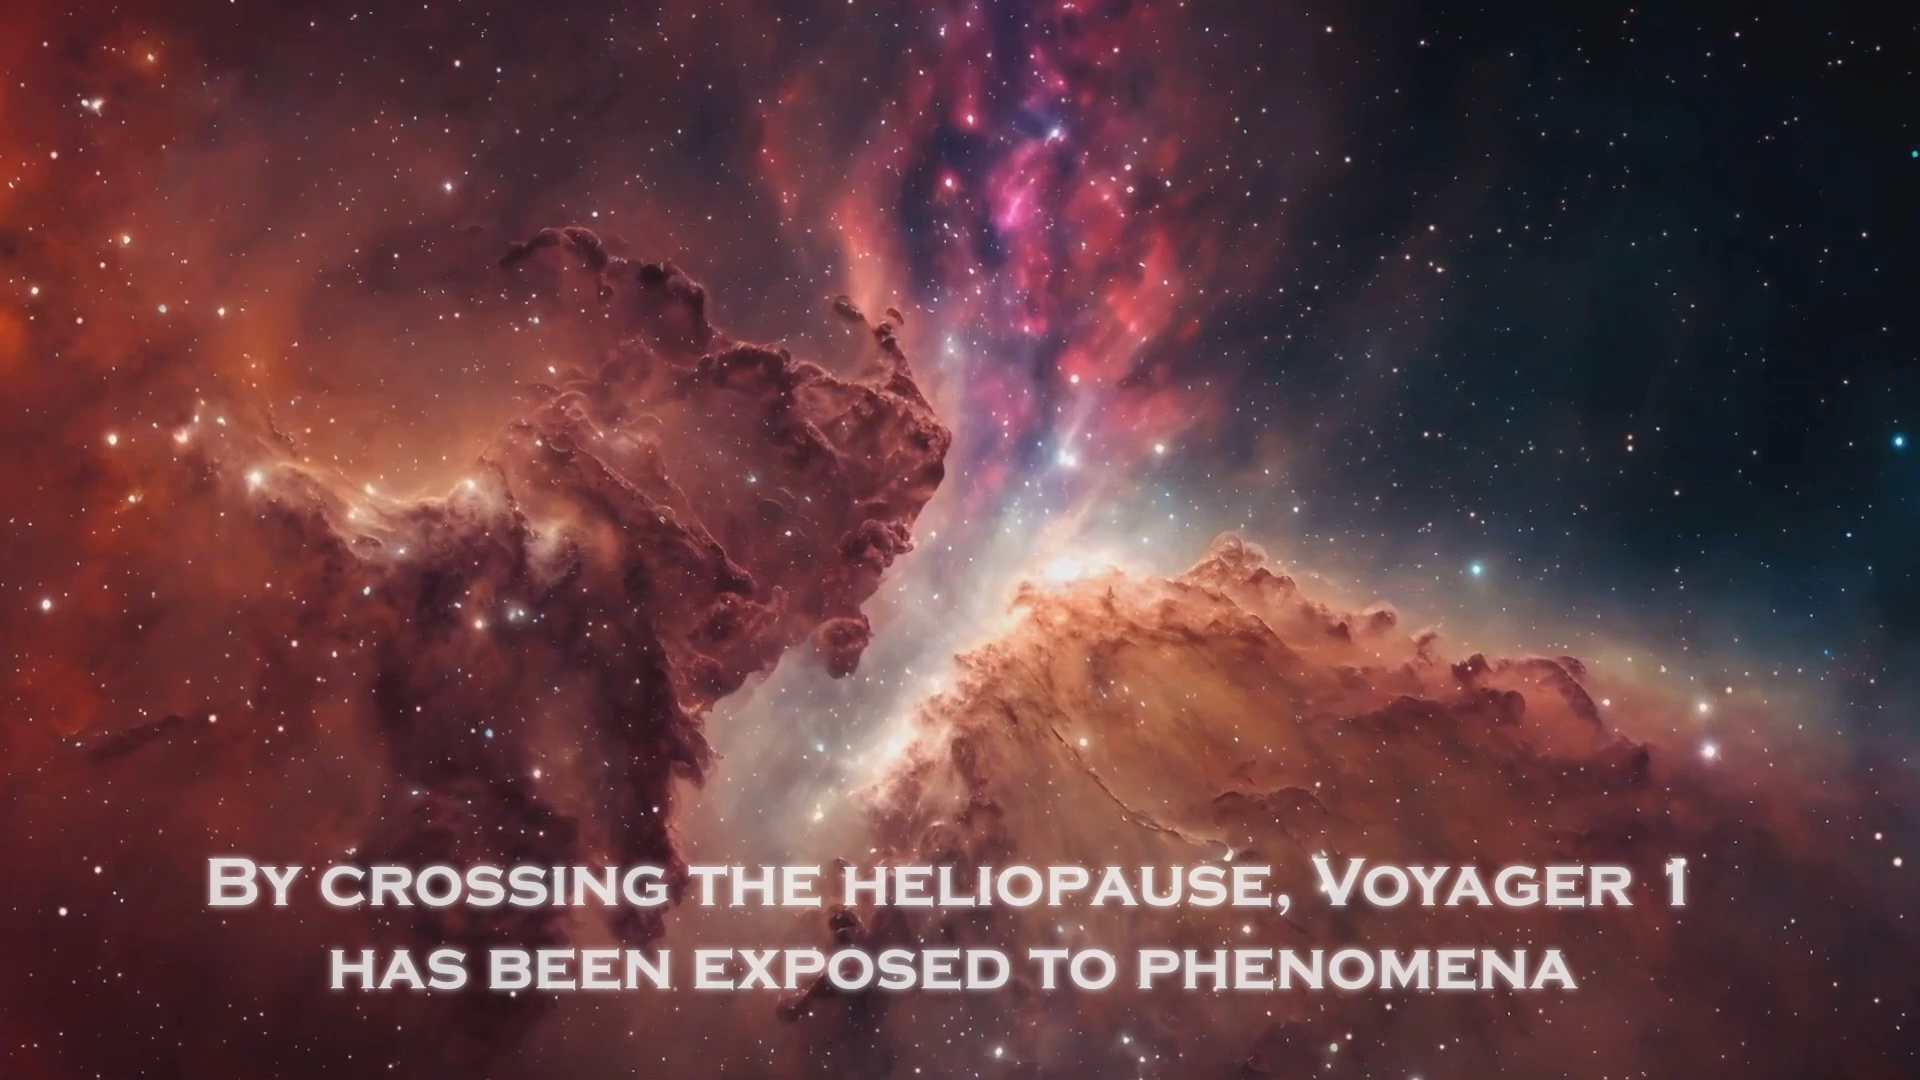 By crossing the heliopause, Voyager 1
has been exposed to phenomena